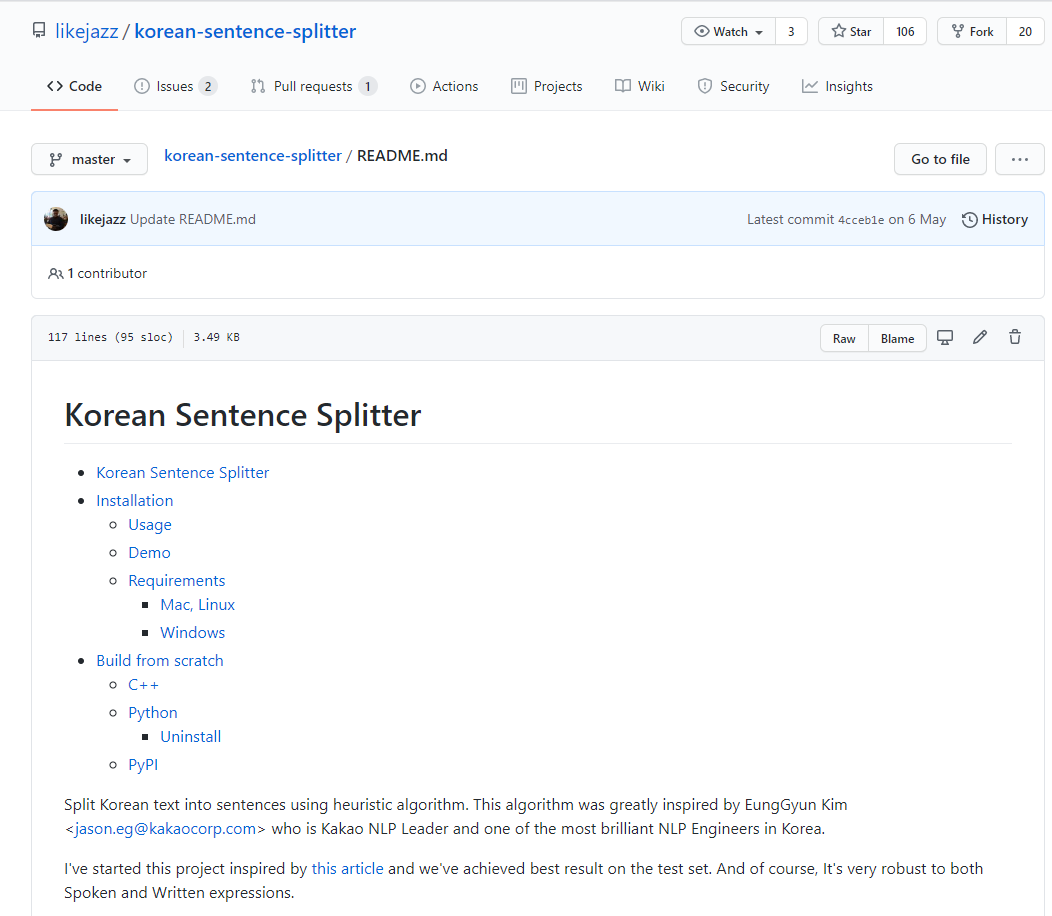 likejazz / korean-sentence-splitter
Watch 3 Star 106 Fork 20
Code Issues 2 Pull requests 1 Actions Projects Wiki Security Insights
master korean-sentence-splitter / README.md Go to file ...
likejazz Update README.md Latest commit 4cceb1e on 6 May History
1 contributor
117 lines (95 sloc) 3.49 KB Raw Blame
Korean Sentence Splitter
Korean Sentence Splitter
Installation
Usage
Demo
Requirements
Mac, Linux
Windows
Build from scratch
C++
Python
Uninstall
PyPI
Split Korean text into sentences using heuristic algorithm. This algorithm was greatly inspired by EungGyun Kim
<jason.eg@kakaocorp.com> who is Kakao NLP Leader and one of the most brilliant NLP Engineers in Korea.
I've started this project inspired by this article and we've achieved best result on the test set. And of course, It's very robust to both
Spoken and Written expressions.